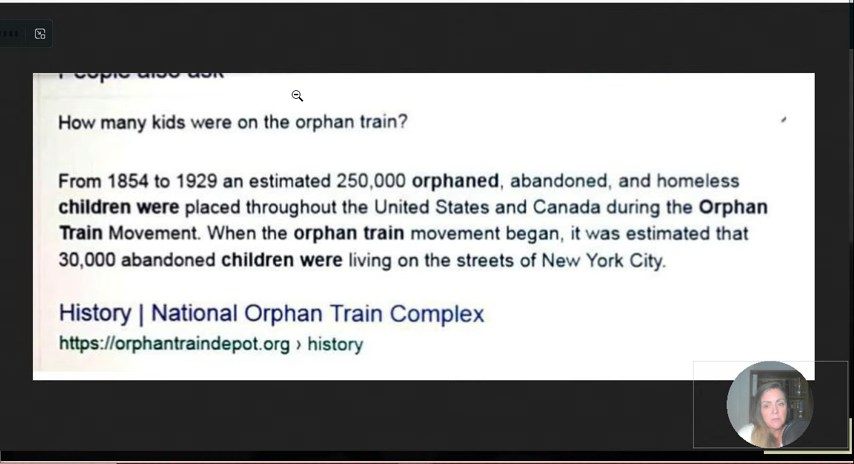 People also ask
How many kids were on the orphan train?
From 1854 to 1929 an estimated 250,000 orphaned, abandoned, and homeless
children were placed throughout the United States and Canada during the Orphan
Train Movement. When the orphan train movement began, it was estimated that
30,000 abandoned children were living on the streets of New York City.
History | National Orphan Train Complex
https://orphantraindepot.org › history